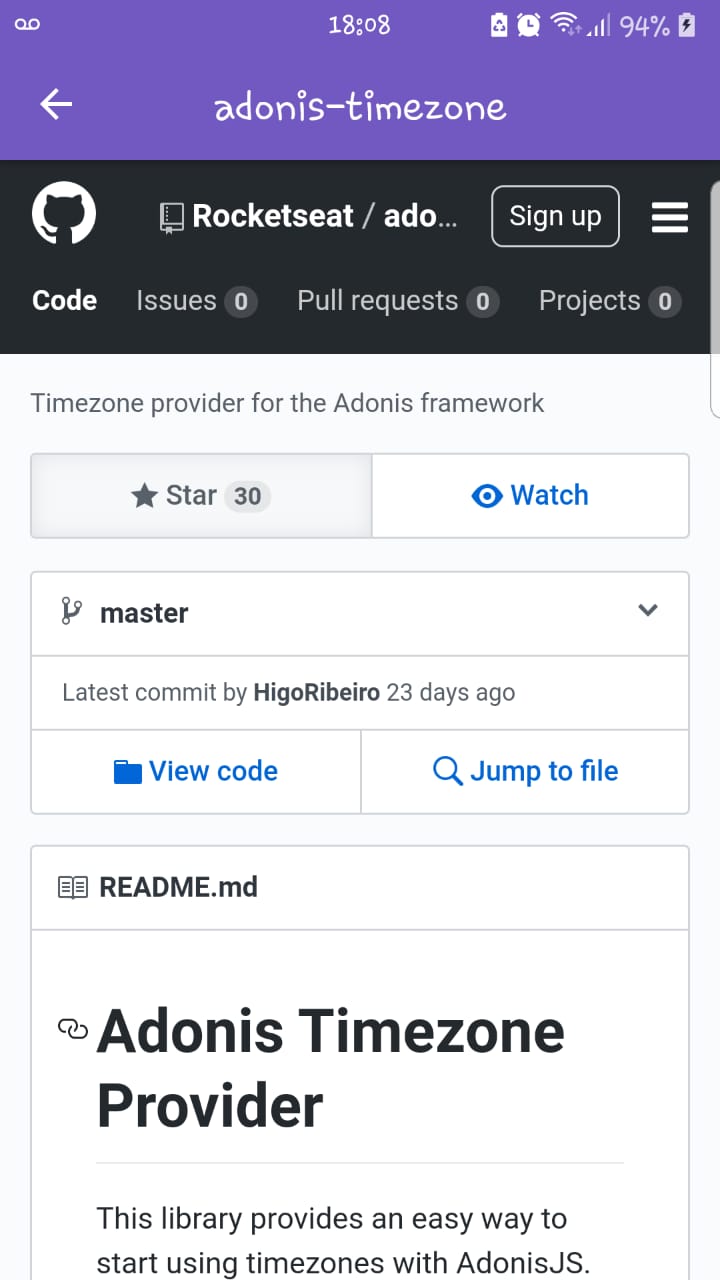 18:08 94%
adonis-timezone
Rocketseat / ado... Sign up
Code Issues 0 Pull requests 0 Projects 0
Timezone provider for the Adonis framework
Star 30 Watch
master
Latest commit by HigoRibeiro 23 days ago
View code Jump to file
README.md
Adonis Timezone
Provider
This library provides an easy way to
start using timezones with AdonisJS.